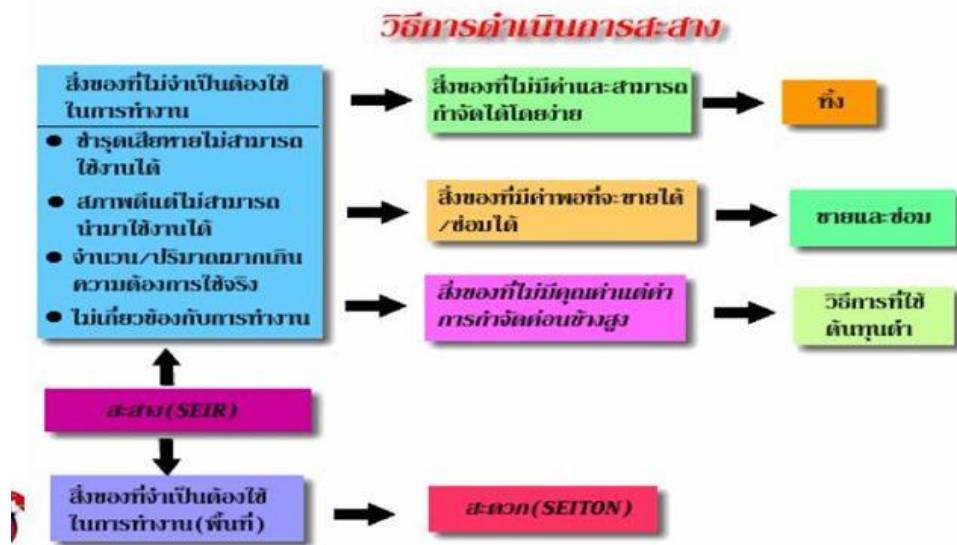 วิธีการดำเนินการสะสาง
สิ่งของที่ไม่จำเป็นต้องใช้
ในการทำงาน
● ชำรุดเสียหายไม่สามารถ
ใช้งานได้
● สภาพดีแต่ไม่สามารถ
นำมาใช้งานได้
● จำนวน/ปริมาณมากเกิน
ความต้องการใช้จริง
● ไม่เกี่ยวข้องกับการทำงาน
สิ่งของที่ไม่มีค่าและสามารถ
กำจัดได้โดยง่าย
ทิ้ง
สิ่งของที่มีค่าพอที่จะขายได้
/ซ่อมได้
ขายและซ่อม
สิ่งของที่ไม่มีคุณค่าแต่ค่า
การกำจัดค่อนข้างสูง
วิธีการที่ใช้
ต้นทุนต่ำ
สะสาง(SEIR)
สิ่งของที่จำเป็นต้องใช้
ในการทำงาน(พื้นที่)
สะดวก(SEITON)